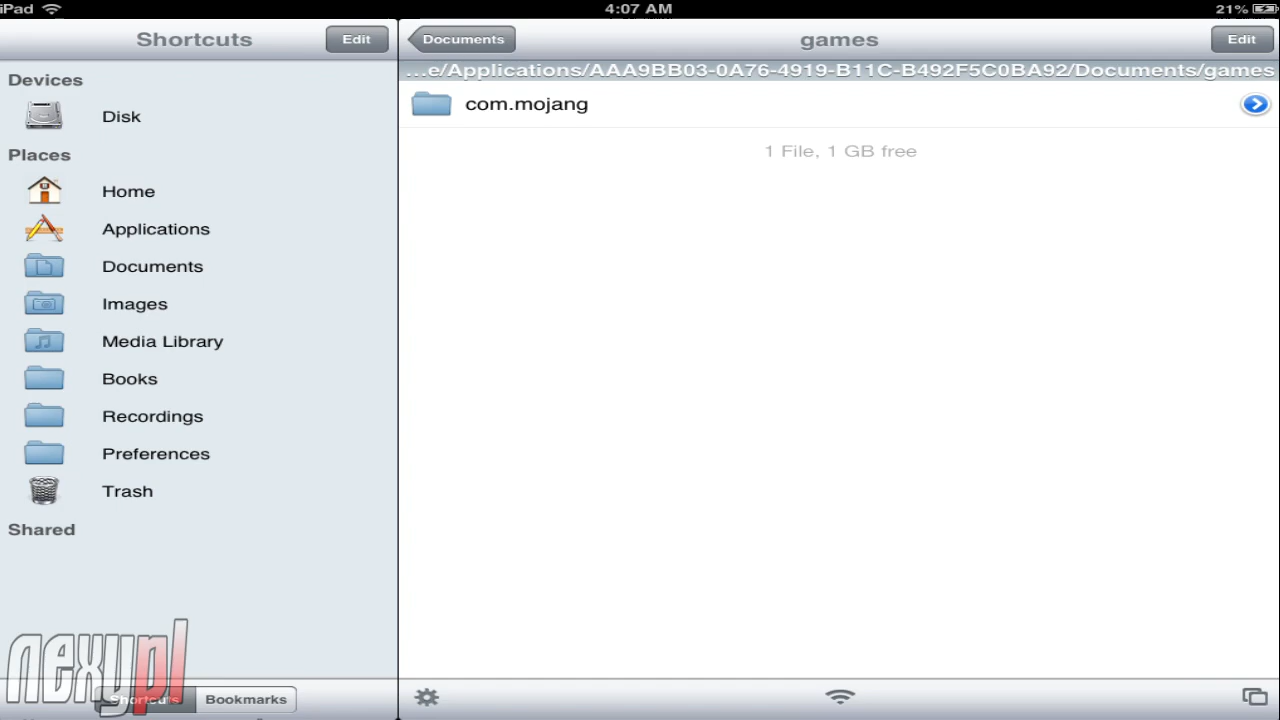 iPad 4:07 AM 21%
Shortcuts Edit
Documents games Edit
...e/Applications/AAA9BB03-0A76-4919-B11C-B492F5C0BA92/Documents/games
com.mojang
1 File, 1 GB free
Devices
Disk
Places
Home
Applications
Documents
Images
Media Library
Books
Recordings
Preferences
Trash
Shared
nexypl
Shortcuts Bookmarks